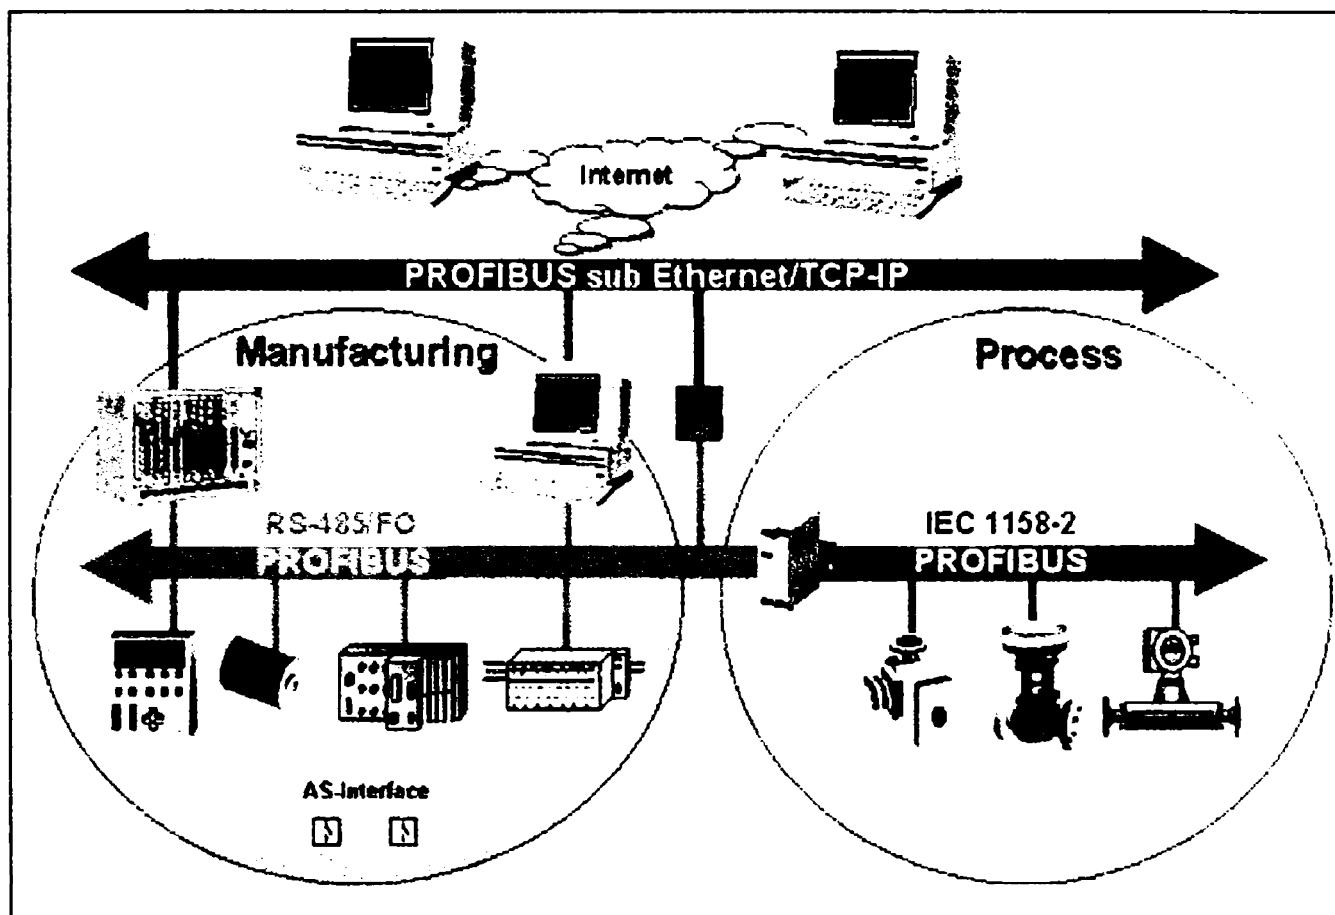 Internet
PROFIBUS sub Ethernet/TCP-IP
Manufacturing
Process
RS-485/FO
PROFIBUS
IEC 1158-2
PROFIBUS
AS-Interface